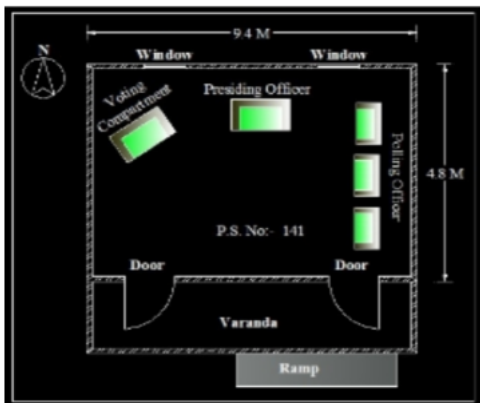 9.4 M
N
Window
Window
Voting
Compartment
Presiding Officer
Polling Officer
4.8 M
P.S. No:- 141
Door
Door
Varanda
Ramp